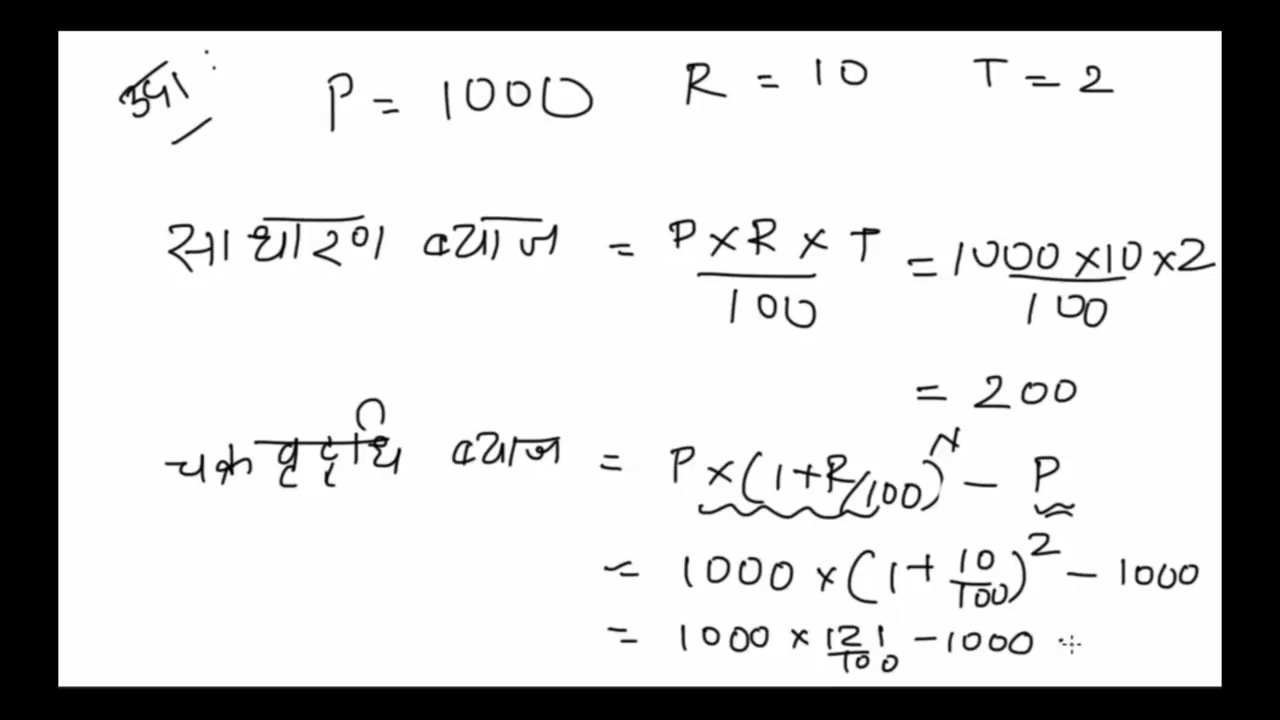 उदा : P = 1000 R = 10 T = 2
साधारण ब्याज = P × R × T / 100 = 1000 × 10 × 2 / 100
= 200
चक्रवृद्धि ब्याज = P × (1 + R/100)^N - P
= 1000 × (1 + 10/100)^2 - 1000
= 1000 × 121/100 - 1000